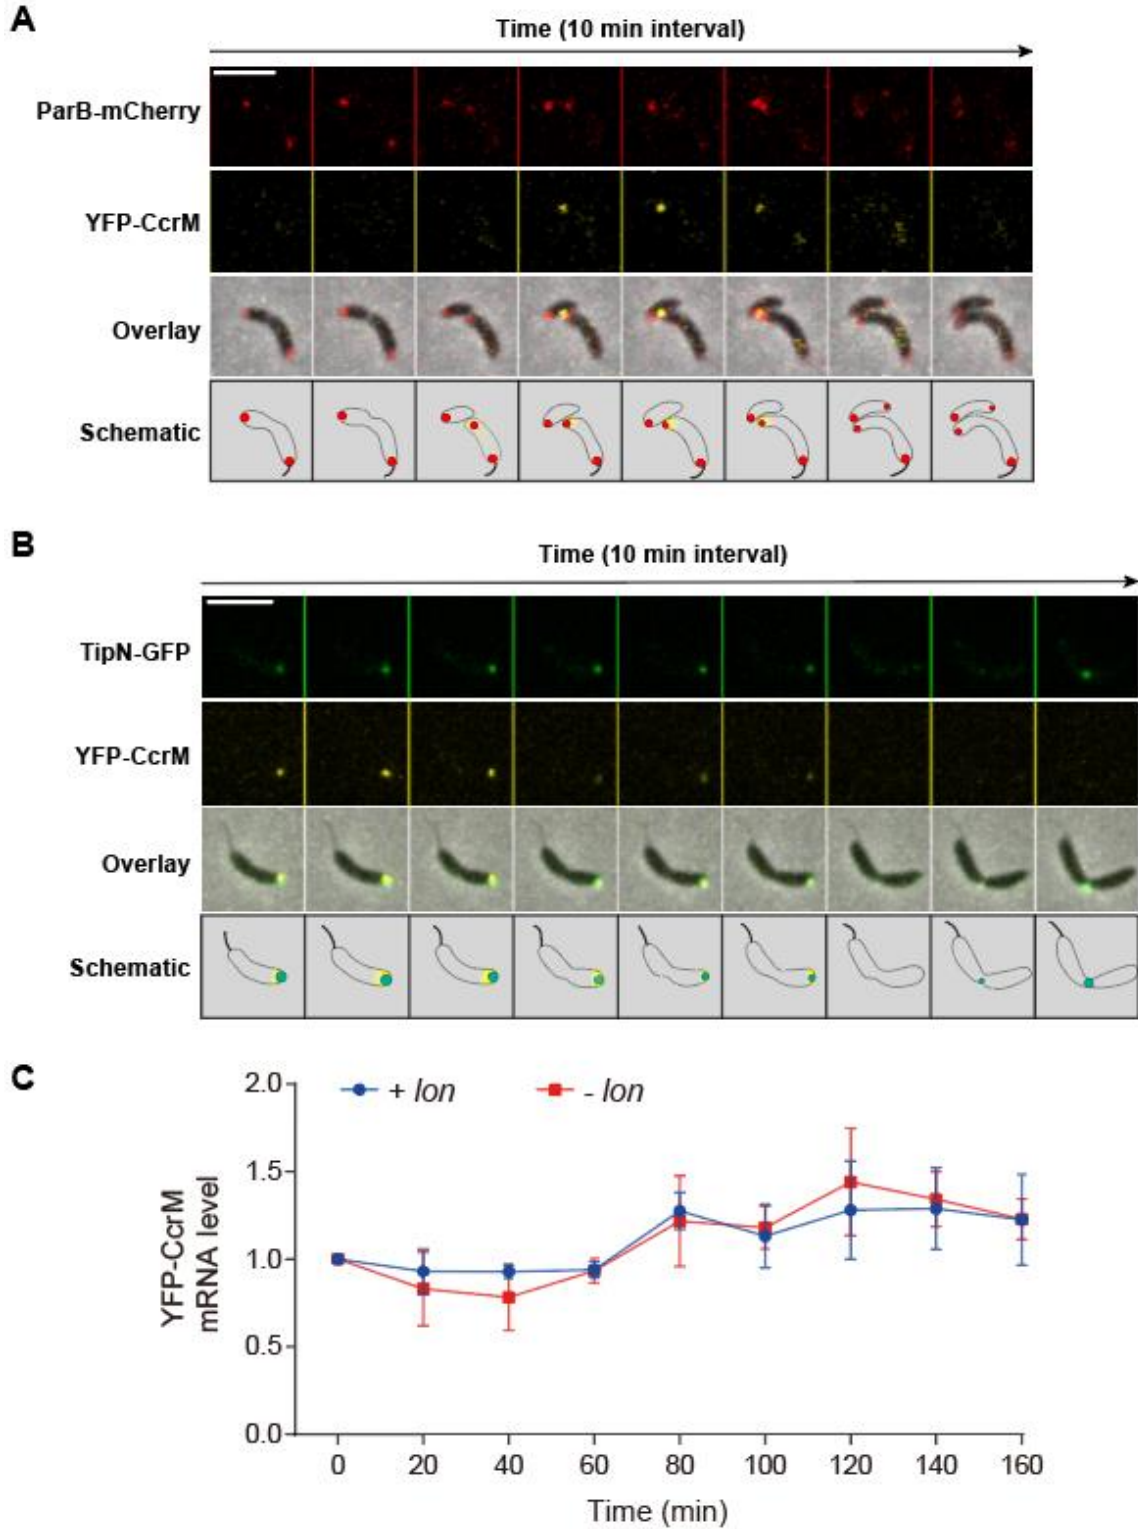 A
Time (10 min interval)
ParB-mCherry
YFP-CcrM
Overlay
Schematic
B
Time (10 min interval)
TipN-GFP
YFP-CcrM
Overlay
Schematic
C
+ lon
- lon
2.0
1.5
1.0
0.5
0.0
YFP-CcrM
mRNA level
0 20 40 60 80 100 120 140 160
Time (min)